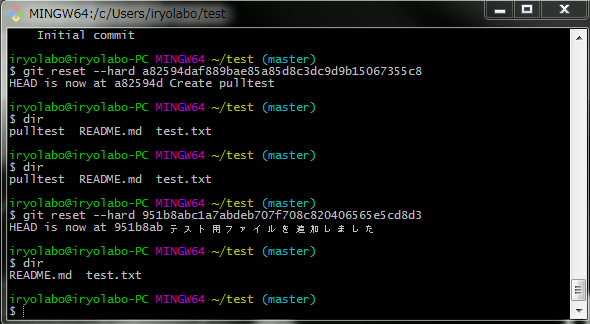 MINGW64:/c/Users/iryolabo/test
Initial commit
iryolabo@iryolabo-PC MINGW64 ~/test (master)
$ git reset --hard a82594daf889bae85a85d8c3dc9d9b15067355c8
HEAD is now at a82594d Create pulltest
iryolabo@iryolabo-PC MINGW64 ~/test (master)
$ dir
pulltest README.md test.txt
iryolabo@iryolabo-PC MINGW64 ~/test (master)
$ dir
pulltest README.md test.txt
iryolabo@iryolabo-PC MINGW64 ~/test (master)
$ git reset --hard 951b8abc1a7abdeb707f708c820406565e5cd8d3
HEAD is now at 951b8ab テスト用ファイルを追加しました
iryolabo@iryolabo-PC MINGW64 ~/test (master)
$ dir
README.md test.txt
iryolabo@iryolabo-PC MINGW64 ~/test (master)
$